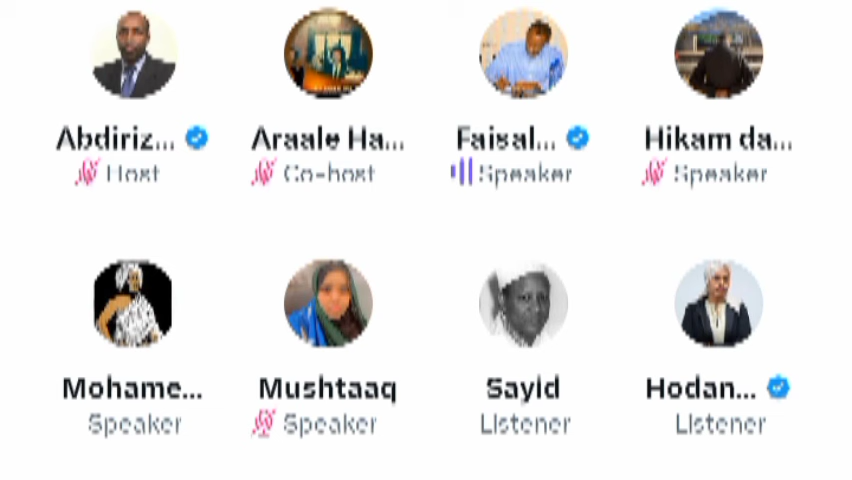 Abdiriz... Araale Ha... Faisal... Hikam da...
Host Co-host Speaker Speaker
Mohame... Mushtaaq Sayid Hodan...
Speaker Speaker Listener Listener